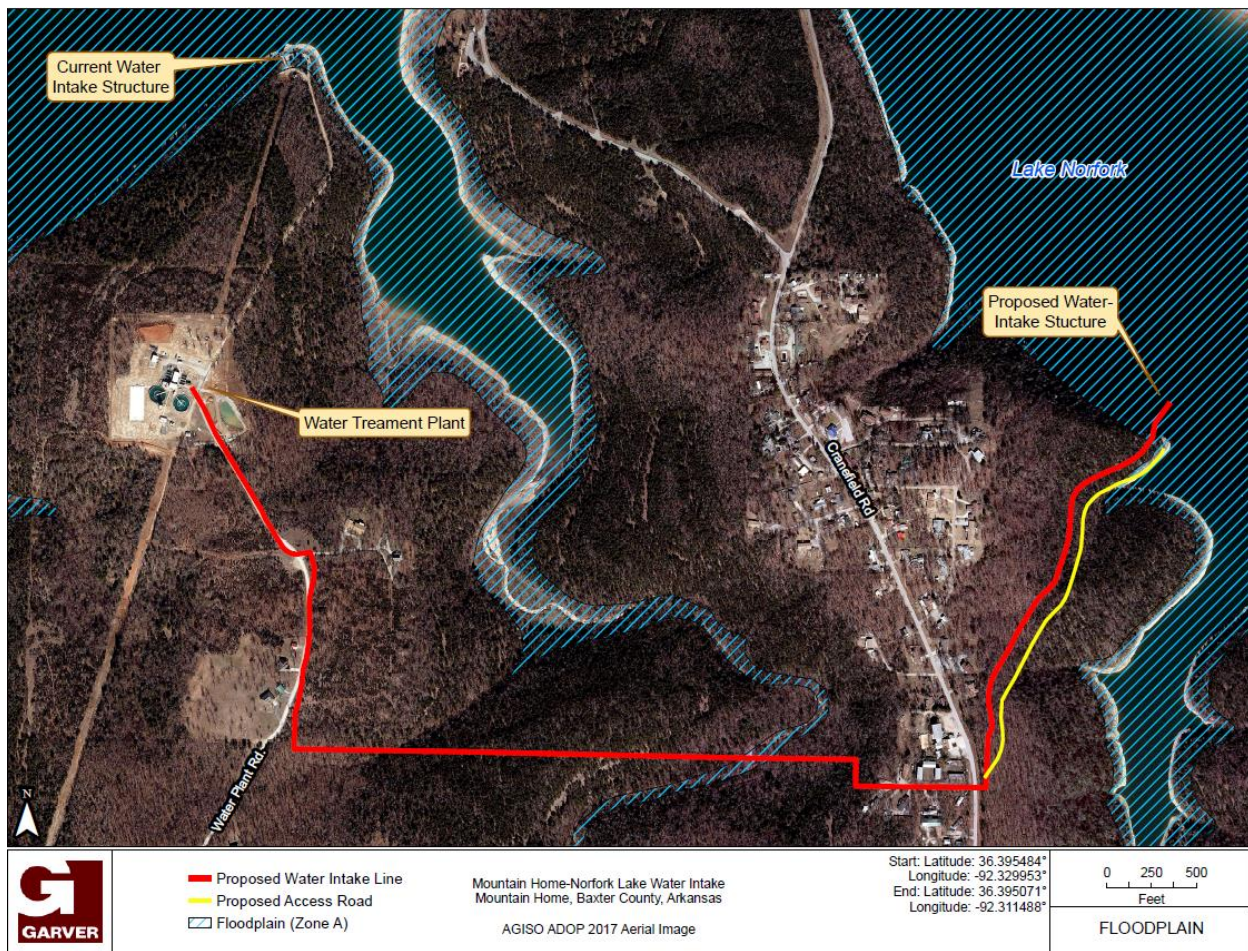 Current Water
Intake Structure
Lake Norfork
Proposed Water-
Intake Stucture
Water Treament Plant
Cranefield Rd
Water Plant Rd
N
G
GARVER
Proposed Water Intake Line
Proposed Access Road
Floodplain (Zone A)
Mountain Home-Norfork Lake Water Intake
Mountain Home, Baxter County, Arkansas
AGISO ADOP 2017 Aerial Image
Start: Latitude: 36.395484°
Longitude: -92.329953°
End: Latitude: 36.395071°
Longitude: -92.311488°
0 250 500
Feet
FLOODPLAIN